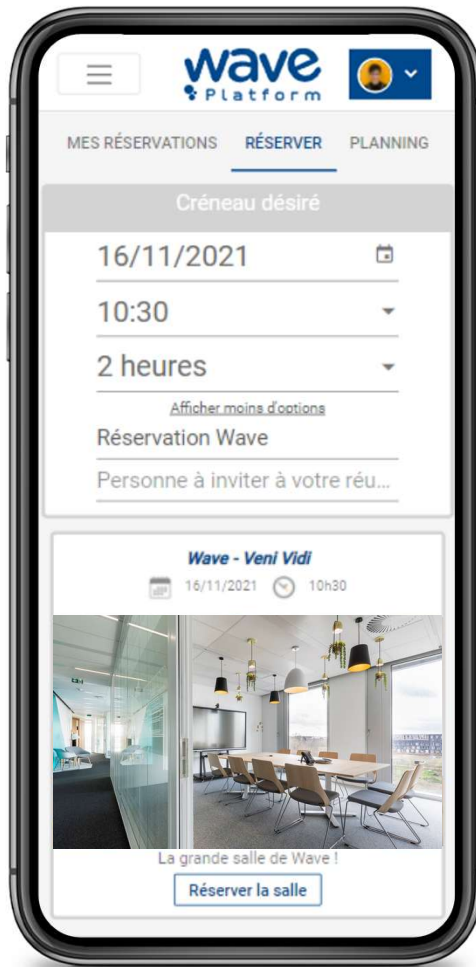 wave
Platform
MES RÉSERVATIONS RÉSERVER PLANNING
Créneau désiré
16/11/2021
10:30
2 heures
Afficher moins d'options
Réservation Wave
Personne à inviter à votre réu...
Wave - Veni Vidi
16/11/2021 10h30
La grande salle de Wave !
Réserver la salle